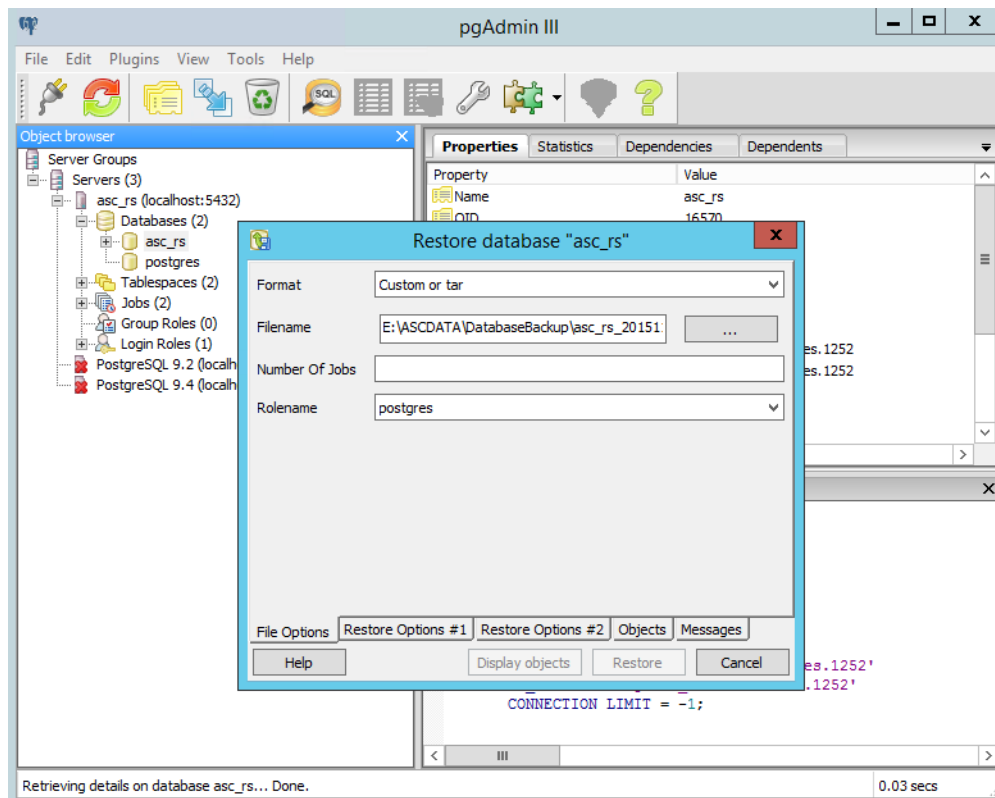 pgAdmin III
File Edit Plugins View Tools Help
SQL
Object browser
Server Groups
Servers (3)
asc_rs (localhost:5432)
Databases (2)
asc_rs
postgres
Tablespaces (2)
Jobs (2)
Group Roles (0)
Login Roles (1)
PostgreSQL 9.2 (localh
PostgreSQL 9.4 (localh
Properties Statistics Dependencies Dependents
Property Value
Name asc_rs
OID 16570
es.1252
es.1252
Restore database "asc_rs"
Format Custom or tar
Filename E:\ASCDATA\DatabaseBackup\asc_rs_20151 ...
Number Of Jobs
Rolename postgres
File Options Restore Options #1 Restore Options #2 Objects Messages
Help Display objects Restore Cancel
es.1252'
.1252'
CONNECTION LIMIT = -1;
Retrieving details on database asc_rs... Done. 0.03 secs